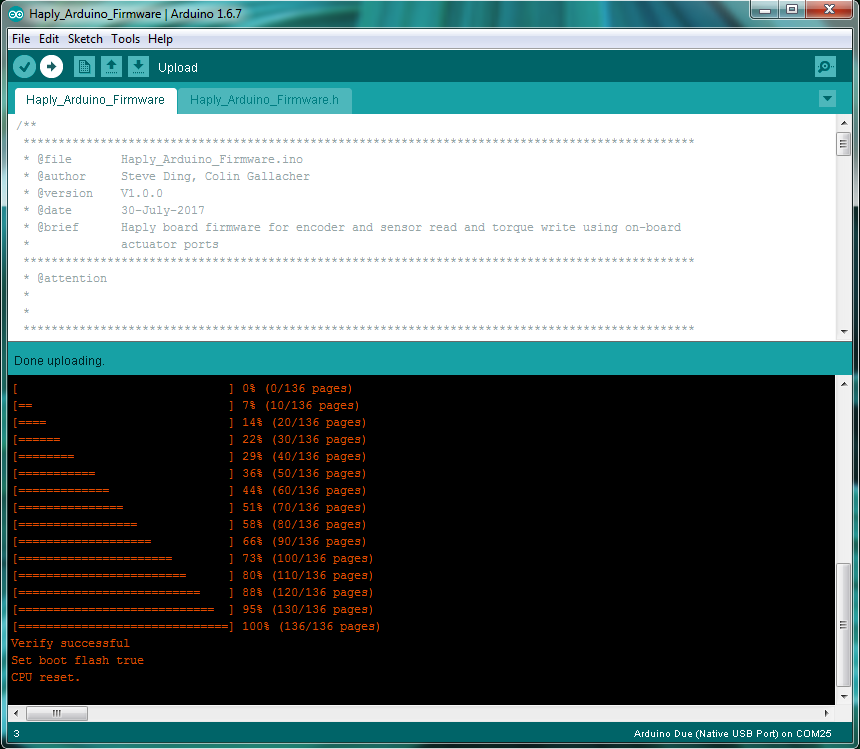 Haply_Arduino_Firmware | Arduino 1.6.7
File Edit Sketch Tools Help
Upload
Haply_Arduino_Firmware Haply_Arduino_Firmware.h
/**
************************************************************************************************
* @file Haply_Arduino_Firmware.ino
* @author Steve Ding, Colin Gallacher
* @version V1.0.0
* @date 30-July-2017
* @brief Haply board firmware for encoder and sensor read and torque write using on-board
* actuator ports
************************************************************************************************
* @attention
*
*
************************************************************************************************
Done uploading.
[                              ] 0% (0/136 pages)
[==                            ] 7% (10/136 pages)
[====                          ] 14% (20/136 pages)
[======                        ] 22% (30/136 pages)
[========                      ] 29% (40/136 pages)
[===========                   ] 36% (50/136 pages)
[=============                 ] 44% (60/136 pages)
[===============               ] 51% (70/136 pages)
[=================             ] 58% (80/136 pages)
[===================           ] 66% (90/136 pages)
[======================        ] 73% (100/136 pages)
[========================      ] 80% (110/136 pages)
[==========================    ] 88% (120/136 pages)
[============================  ] 95% (130/136 pages)
[==============================] 100% (136/136 pages)
Verify successful
Set boot flash true
CPU reset.
3 Arduino Due (Native USB Port) on COM25